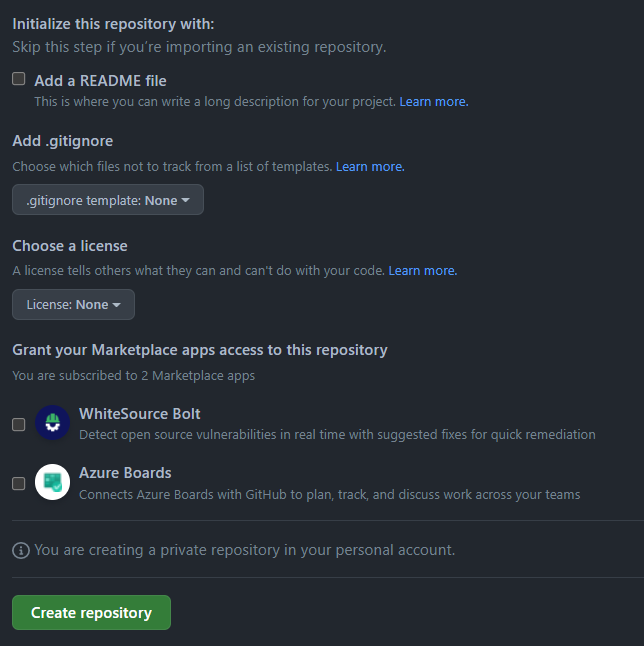 Initialize this repository with:
Skip this step if you're importing an existing repository.
Add a README file
This is where you can write a long description for your project. Learn more.
Add .gitignore
Choose which files not to track from a list of templates. Learn more.
.gitignore template: None
Choose a license
A license tells others what they can and can't do with your code. Learn more.
License: None
Grant your Marketplace apps access to this repository
You are subscribed to 2 Marketplace apps
WhiteSource Bolt
Detect open source vulnerabilities in real time with suggested fixes for quick remediation
Azure Boards
Connects Azure Boards with GitHub to plan, track, and discuss work across your teams
You are creating a private repository in your personal account.
Create repository